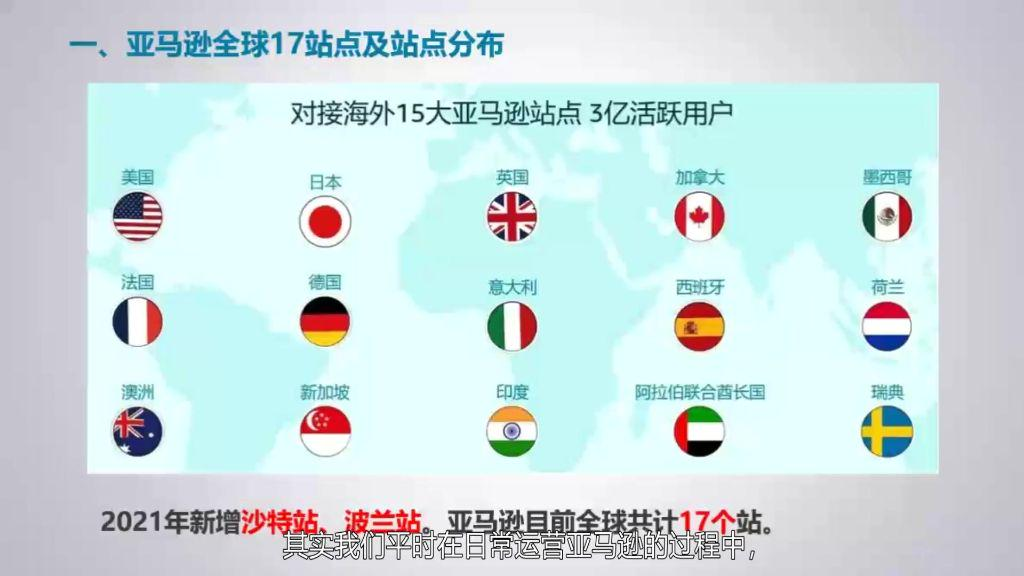 一、亚马逊全球17站点及站点分布
对接海外15大亚马逊站点 3亿活跃用户
美国
日本
英国
加拿大
墨西哥
法国
德国
意大利
西班牙
荷兰
澳洲
新加坡
印度
阿拉伯联合酋长国
瑞典
2021年新增沙特站、波兰站。亚马逊目前全球共计17个站。
其实我们平时在日常运营亚马逊的过程中，